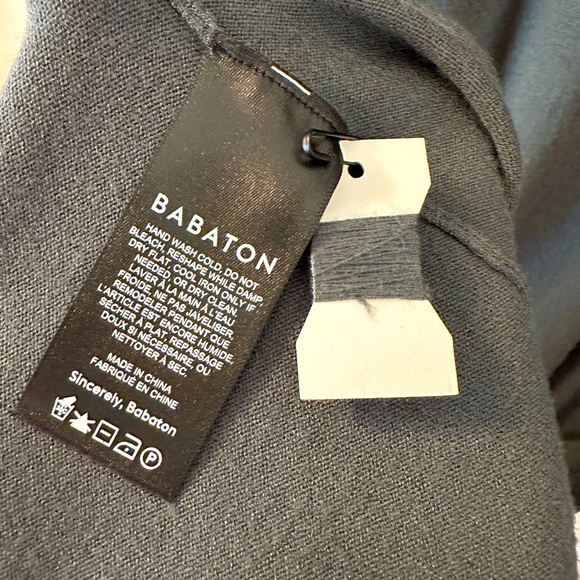 BABATON
HAND WASH COLD. DO NOT
BLEACH, RESHAPE WHILE DAMP.
DRY FLAT, COOL IRON, ONLY IF
NEEDED, OR DRY CLEAN.
LAVER À LA MAIN L'EAU
FROIDE. NE PAS JAVELISER.
REMODELER PENDANT QUE
L'ARTICLE EST ENCORE HUMIDE.
SÉCHER, À PLAT. REPASSAGE
DOUX SI NÉCESSAIRE OU
NETTOYER À SEC.
MADE IN CHINA
FABRIQUÉ EN CHINE
Sincerely, Babaton
P